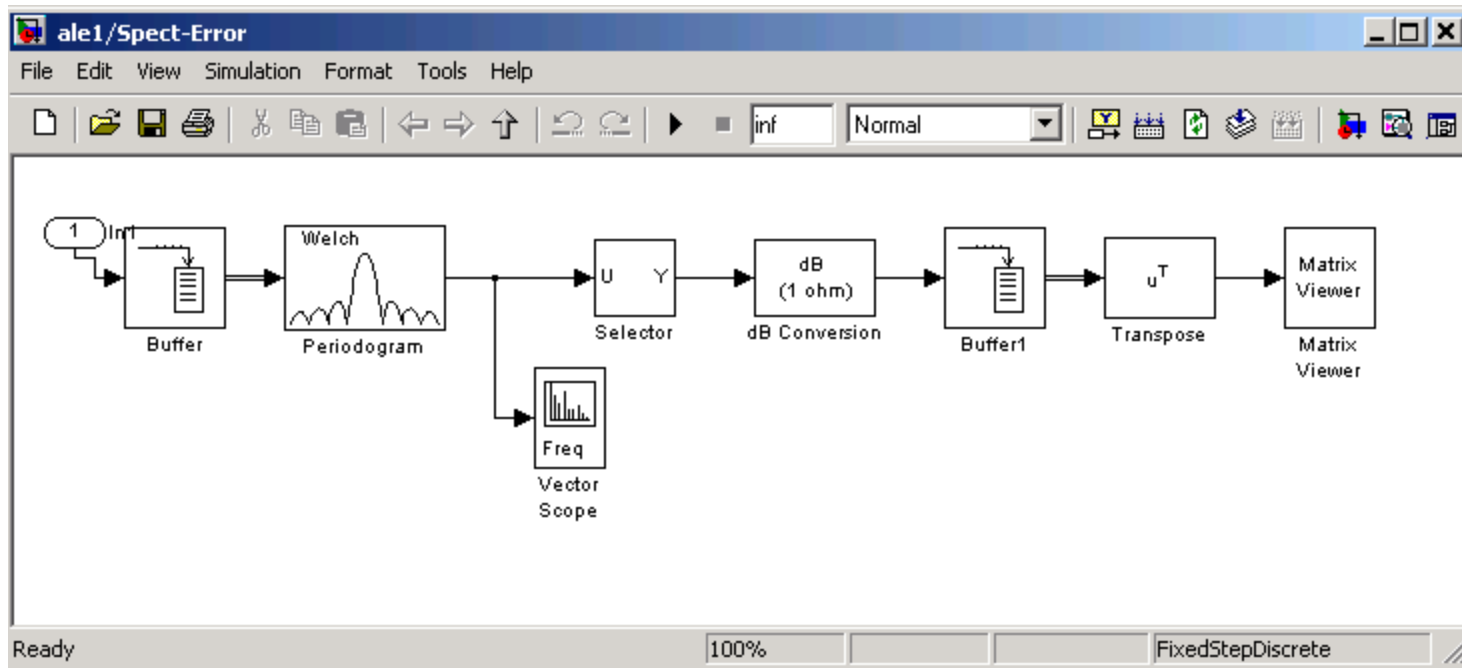 ale1/Spect-Error
File Edit View Simulation Format Tools Help
inf Normal
1 In1
Welch
U Y
dB
(1 ohm)
uT
Matrix
Viewer
Buffer
Periodogram
Selector
dB Conversion
Buffer1
Transpose
Matrix
Viewer
Freq
Vector
Scope
Ready 100% FixedStepDiscrete